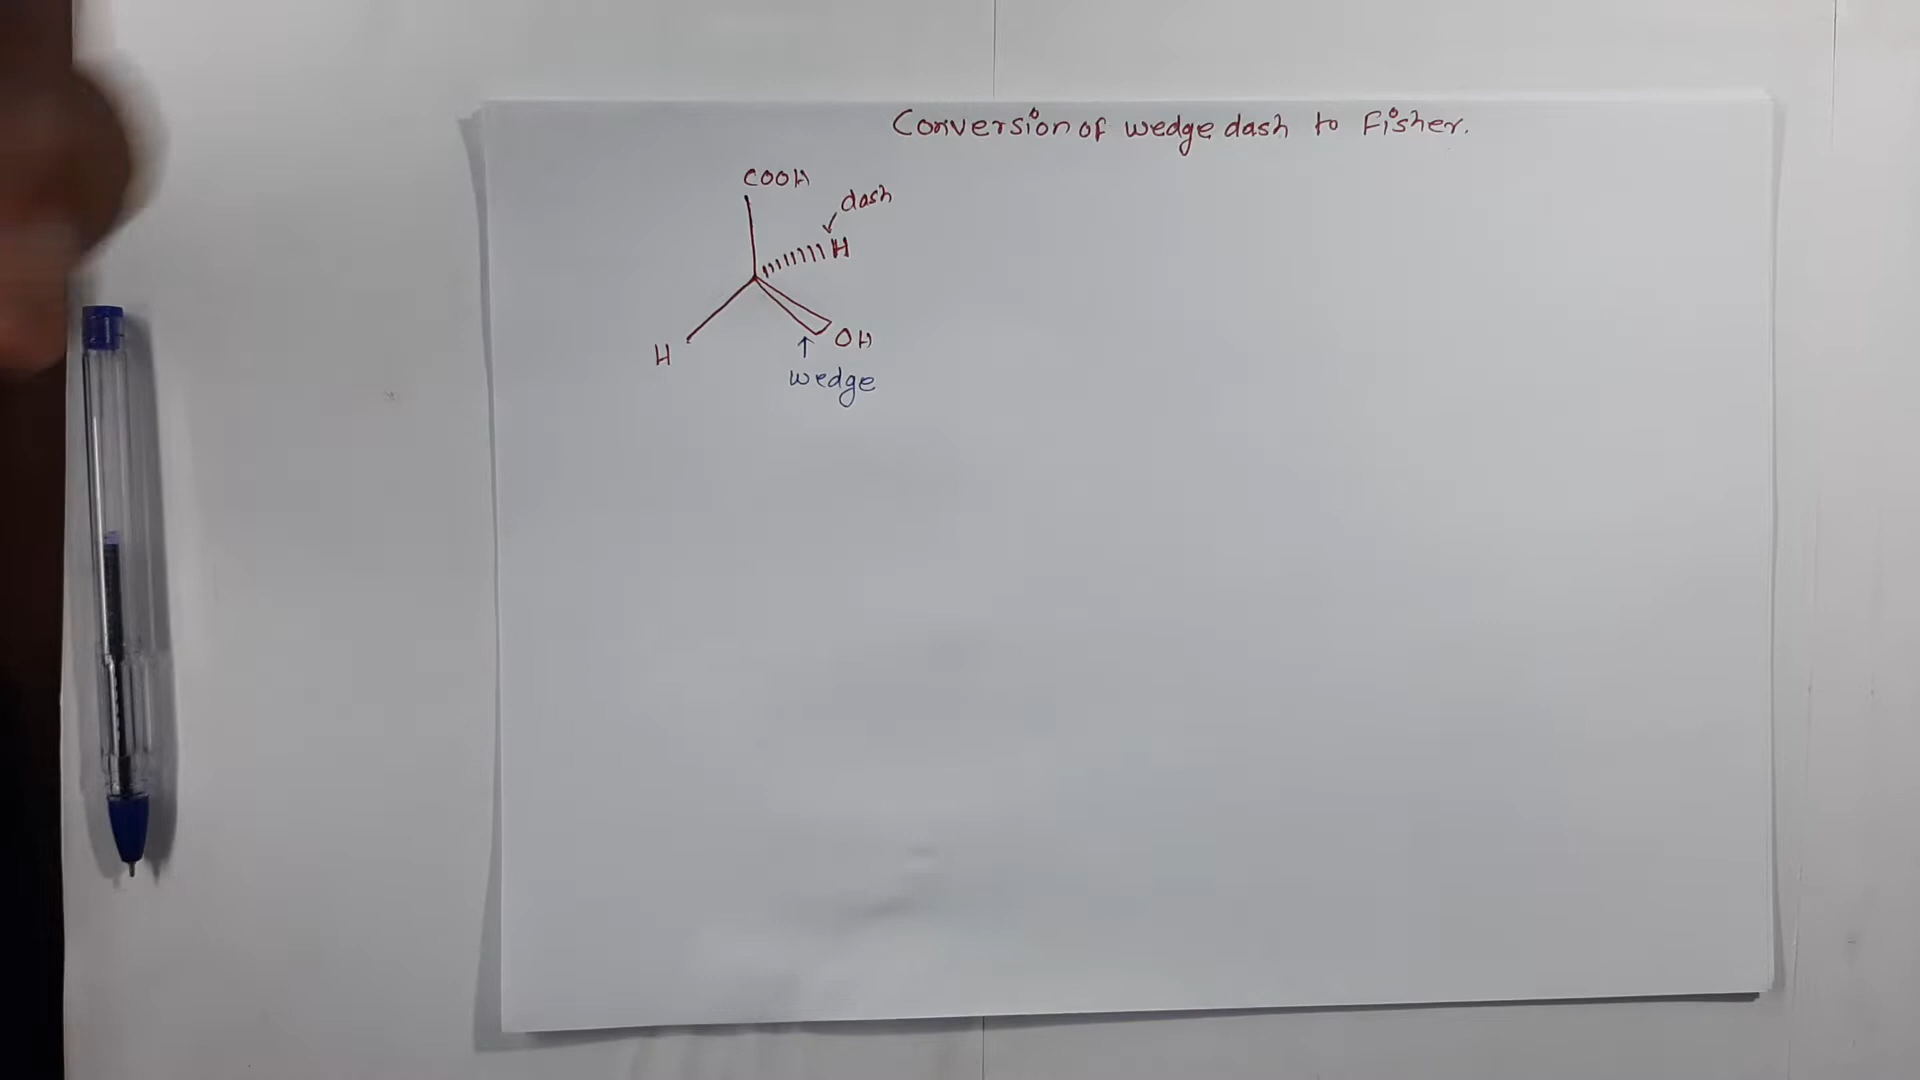 Conversion of wedge dash to Fisher.
COOH
dash
H
H
OH
wedge